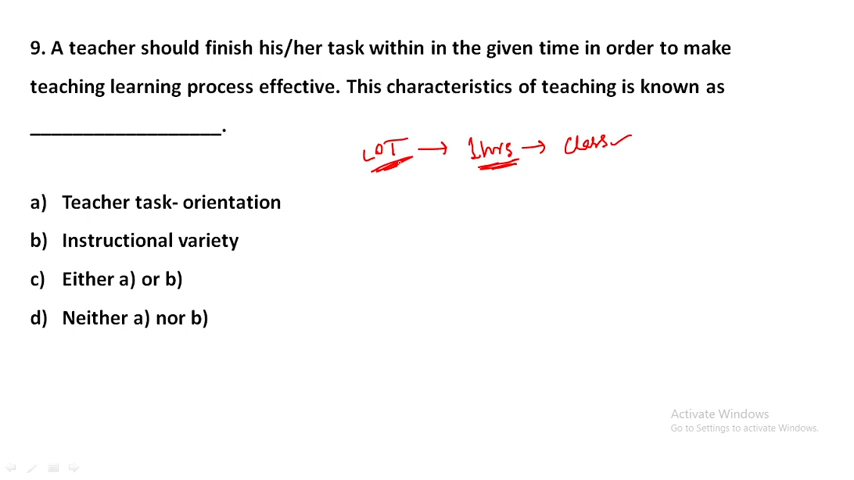 9. A teacher should finish his/her task within in the given time in order to make
teaching learning process effective. This characteristics of teaching is known as
___________________.
LOT → 1hrs → class✓
a) Teacher task- orientation
b) Instructional variety
c) Either a) or b)
d) Neither a) nor b)
Activate Windows
Go to Settings to activate Windows.